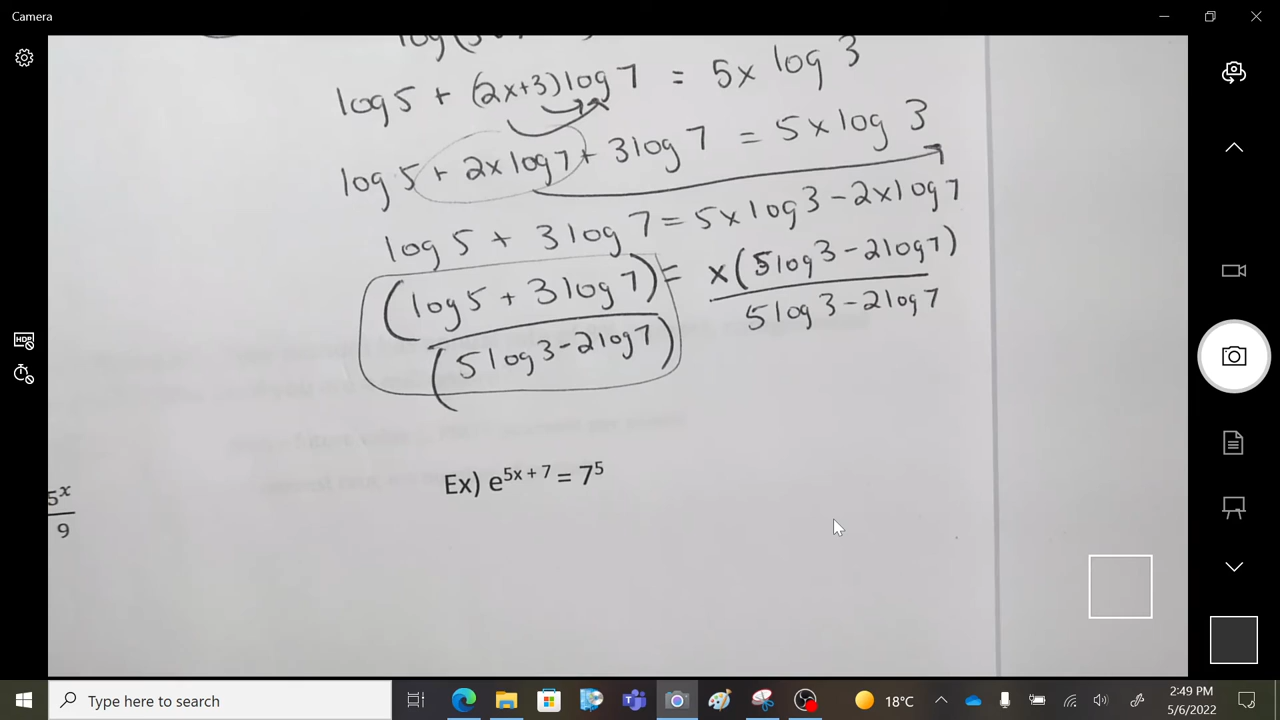 Camera
log 5 + (2x+3) log 7 = 5x log 3
log 5 + 2x log 7 + 3 log 7 = 5x log 3
log 5 + 3 log 7 = 5x log 3 - 2x log 7
(log 5 + 3 log 7) = x (5 log 3 - 2 log 7)
(5 log 3 - 2 log 7) 5 log 3 - 2 log 7
Ex) e^{5x + 7} = 7^5
5^x
9
Type here to search
18°C
2:49 PM
5/6/2022